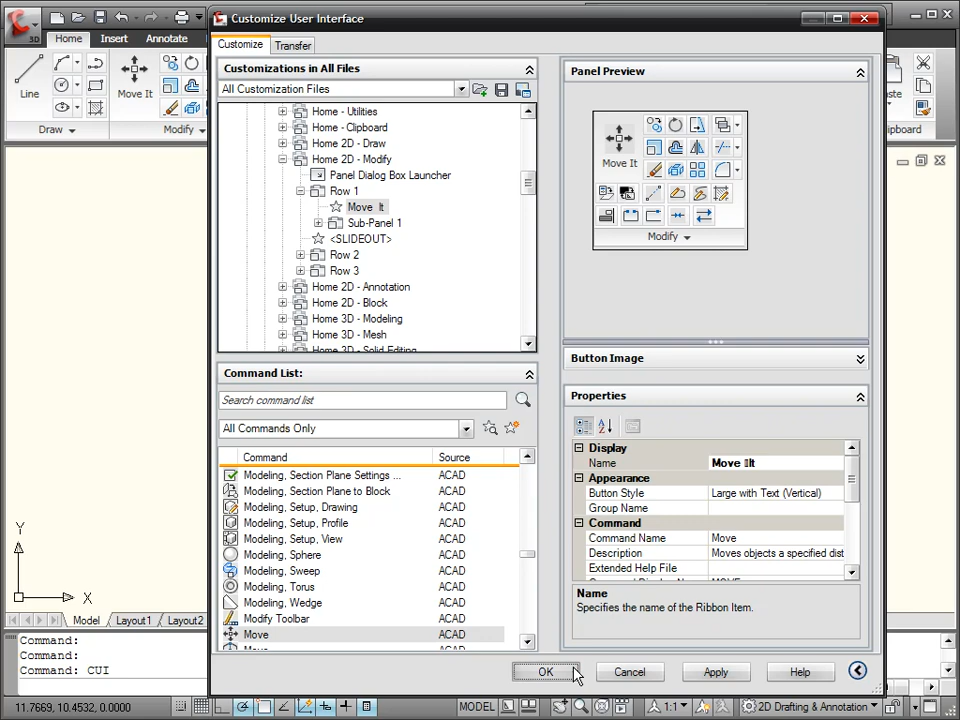 Customize User Interface
3D
Home Insert Annotate
Line
Move It
Draw
Modify
Paste
Clipboard
Customize Transfer
Customizations in All Files
All Customization Files
Home - Utilities
Home - Clipboard
Home 2D - Draw
Home 2D - Modify
Panel Dialog Box Launcher
Row 1
Move It
Sub-Panel 1
<SLIDEOUT>
Row 2
Row 3
Home 2D - Annotation
Home 2D - Block
Home 3D - Modeling
Home 3D - Mesh
Home 3D - Solid Editing
Panel Preview
Move It
Modify
Button Image
Command List:
Search command list
All Commands Only
Command Source
Modeling, Section Plane Settings ... ACAD
Modeling, Section Plane to Block ACAD
Modeling, Setup, Drawing ACAD
Modeling, Setup, Profile ACAD
Modeling, Setup, View ACAD
Modeling, Sphere ACAD
Modeling, Sweep ACAD
Modeling, Torus ACAD
Modeling, Wedge ACAD
Modify Toolbar ACAD
Move ACAD
Properties
Display
Name Move It
Appearance
Button Style Large with Text (Vertical)
Group Name
Command
Command Name Move
Description Moves objects a specified dist
Extended Help File
Name
Specifies the name of the Ribbon Item.
OK Cancel Apply Help
Y
X
Model Layout1 Layout2
Command:
Command:
Command: CUI
11.7669, 10.4532, 0.0000
MODEL
1:1
2D Drafting & Annotation